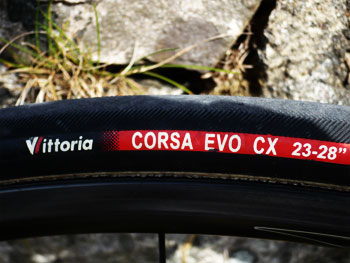 Vittoria CORSA EVO CX 23-28"